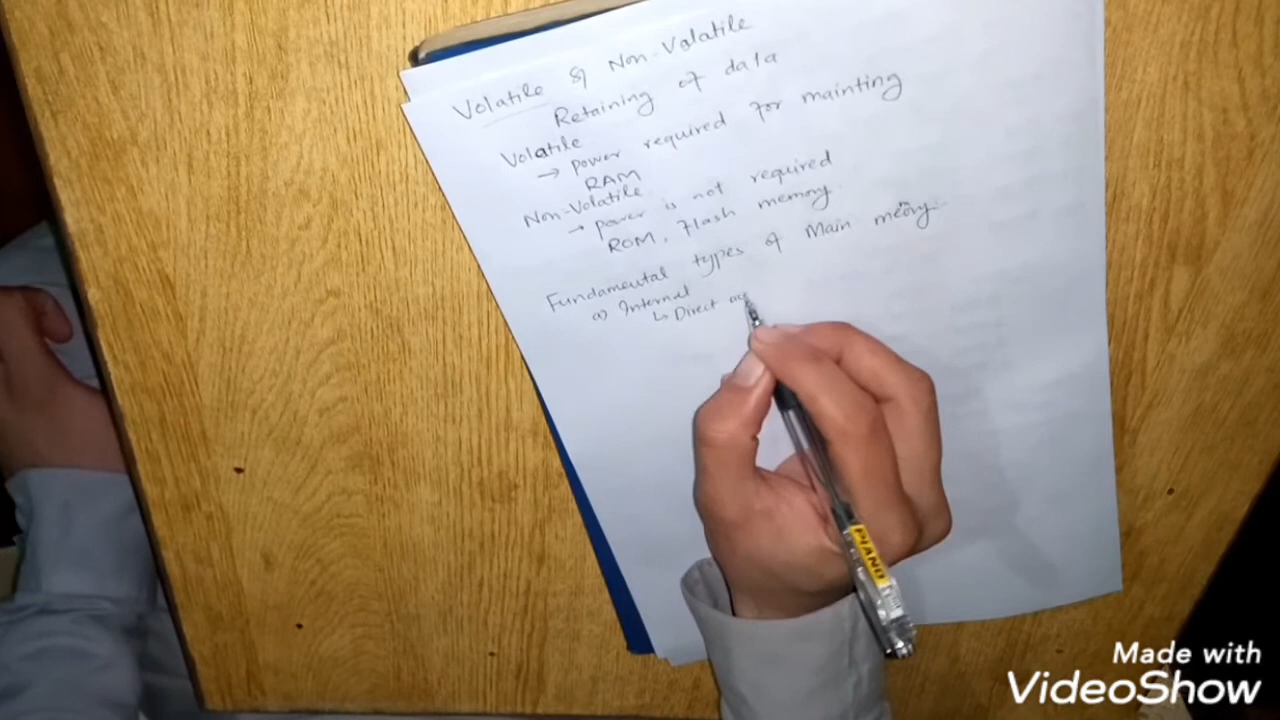 Volatile & Non-Volatile
Retaining of data
Volatile
→ Power required for mainting
RAM
Non-Volatile
→ Power is not required
ROM, Flash memory
Fundamental types of Main meory
a) Internal
↳ Direct
PIANO
Made with
VideoShow